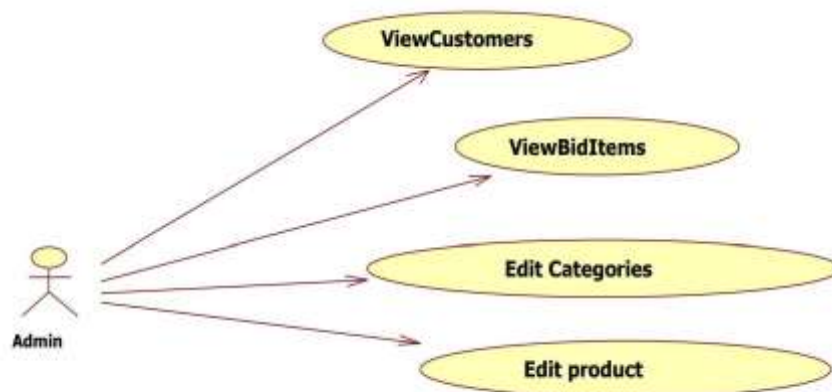 ViewCustomers
ViewBidItems
Edit Categories
Admin
Edit product